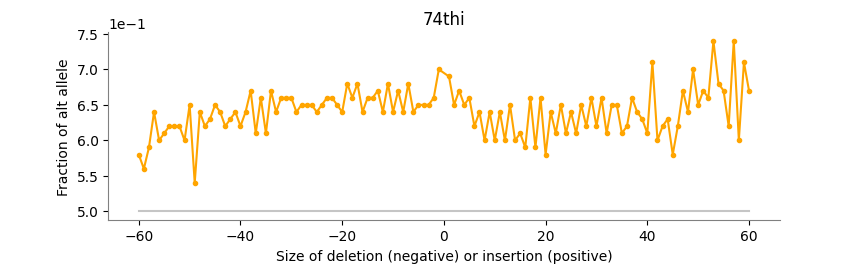 74thi
1e−1
7.5
7.0
6.5
6.0
5.5
5.0
Fraction of alt allele
−60 −40 −20 0 20 40 60
Size of deletion (negative) or insertion (positive)